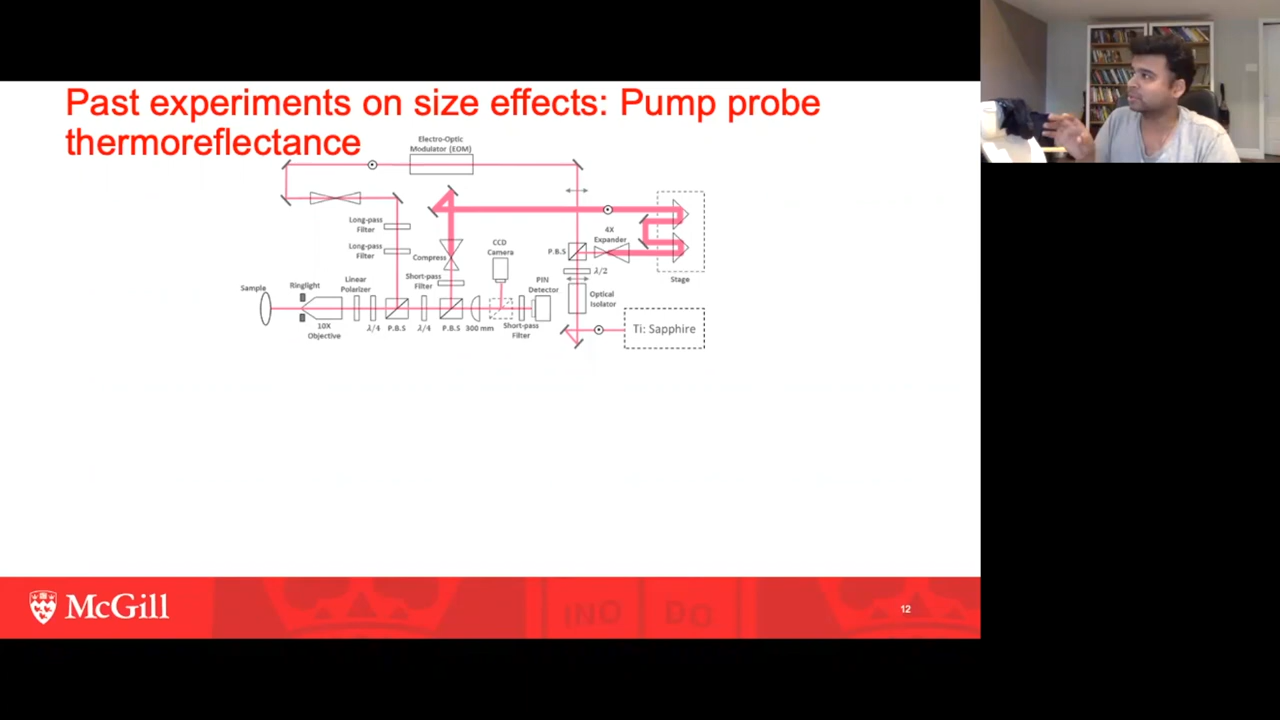 Past experiments on size effects: Pump probe
thermoreflectance
Electro-Optic
Modulator (EOM)
Long-pass
Filter
Long-pass
Filter
Compress
Short-pass
Filter
CCD
Camera
PIN
Detector
P.B.S
4X
Expander
λ/2
Optical
Isolator
Stage
Sample
Ringlight
Linear
Polarizer
10X
Objective
λ/4
P.B.S
λ/4
P.B.S
300 mm
Short-pass
Filter
Ti: Sapphire
McGill
INO
DO
12